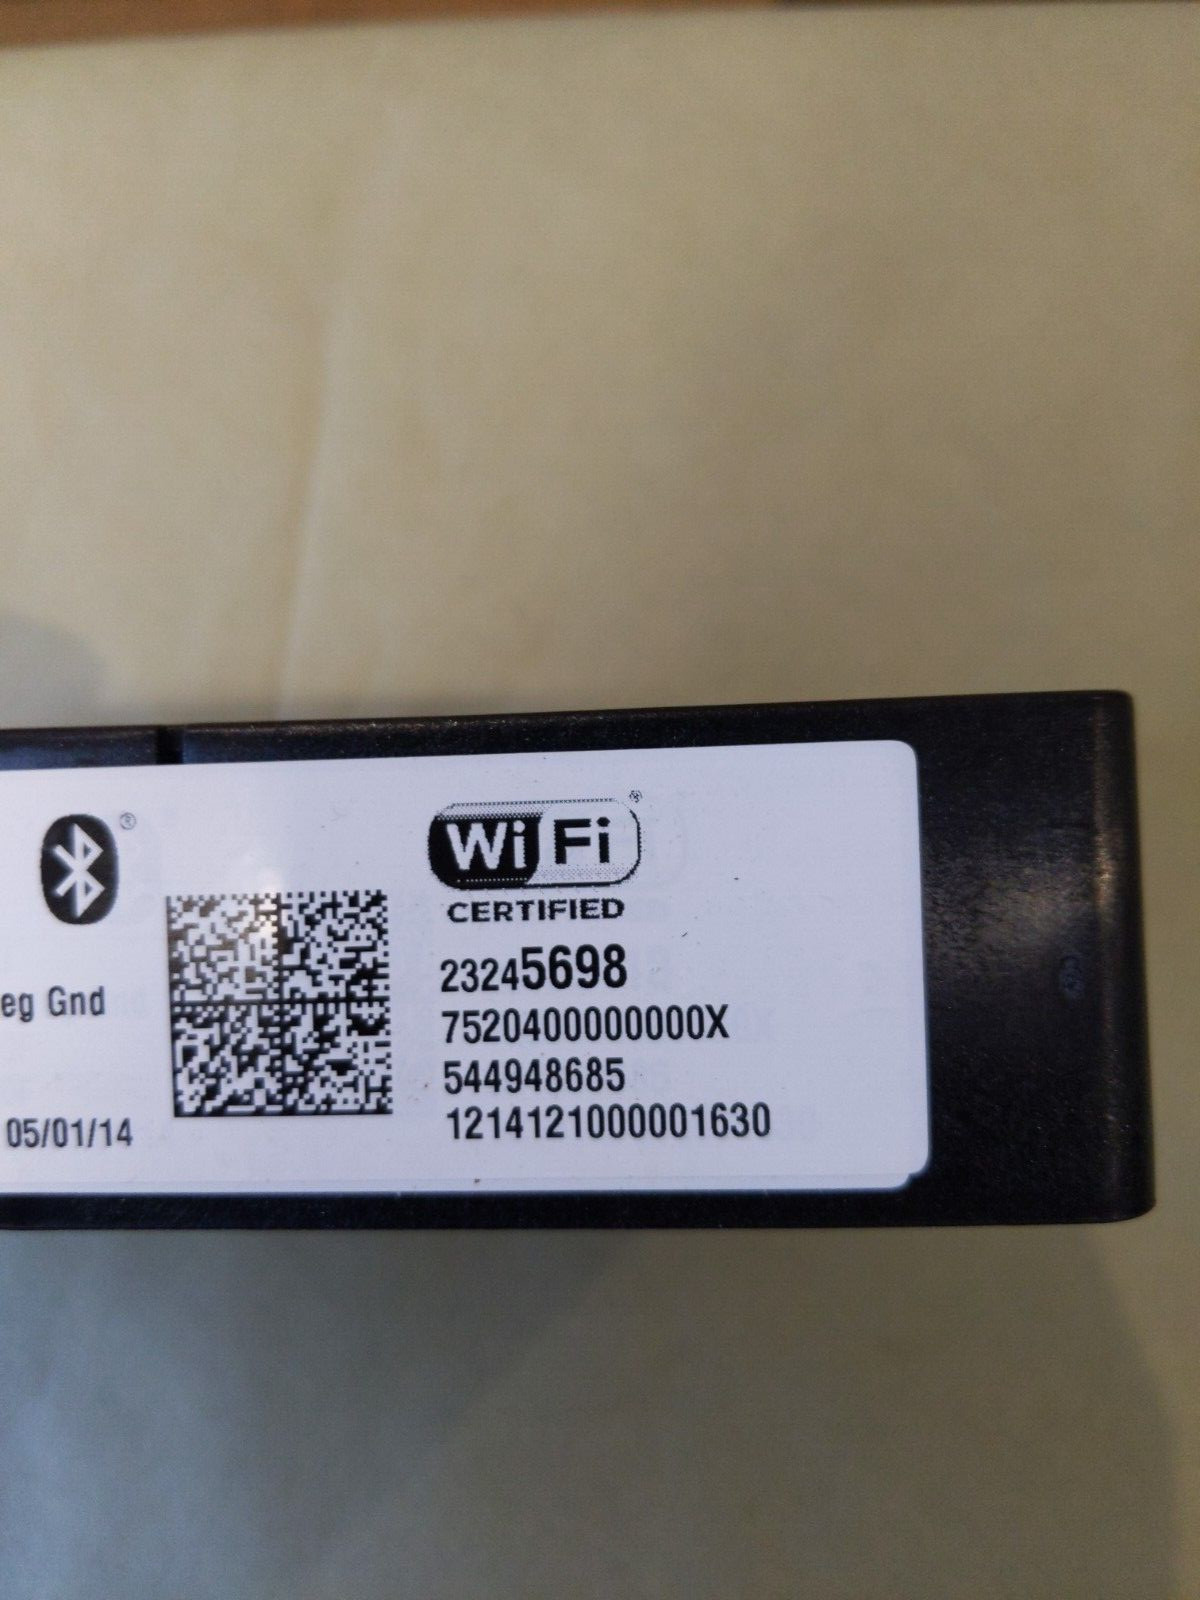 ®
®
Wi Fi
CERTIFIED
23245698
7520400000000X
eg Gnd
544948685
05/01/14
1214121000001630